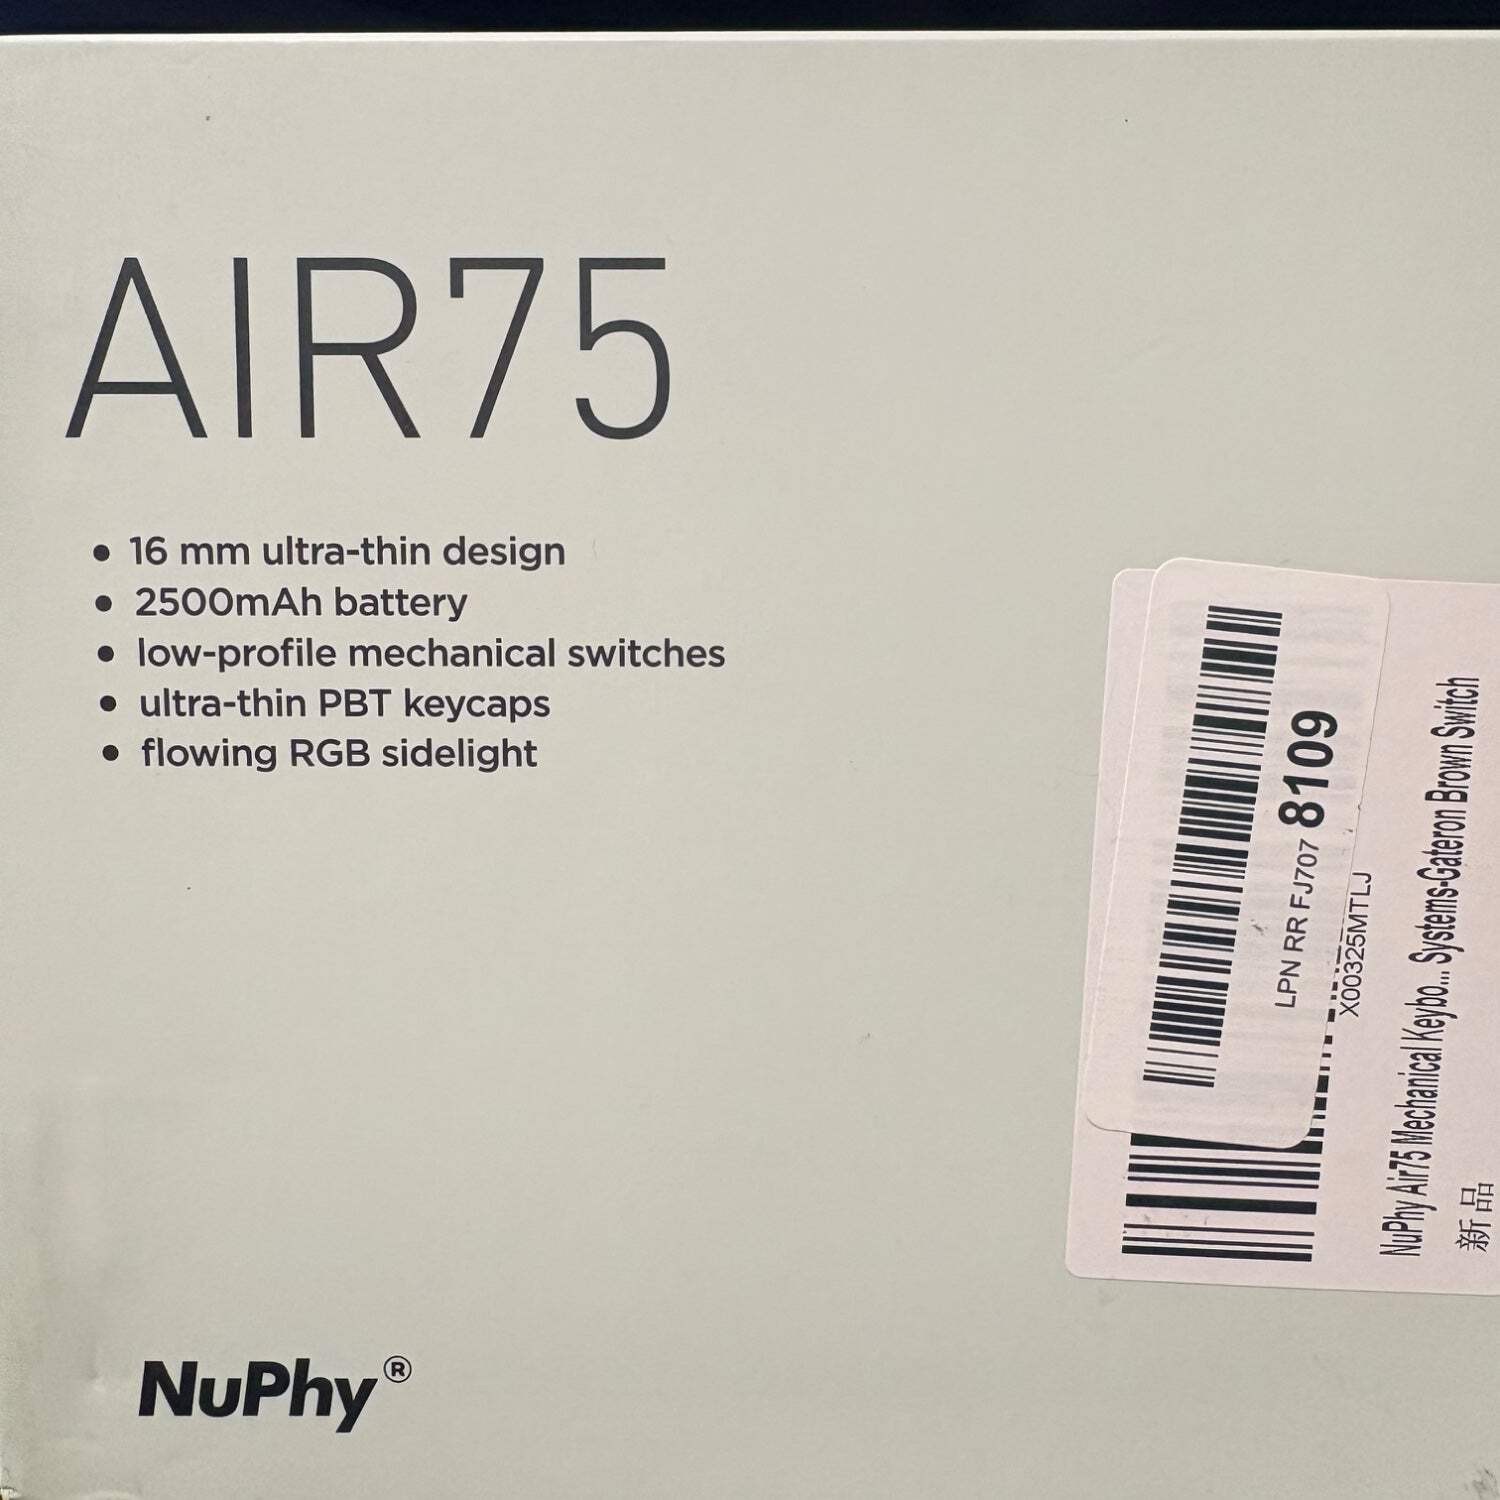 AIR75
• 16 mm ultra-thin design
• 2500mAh battery
• low-profile mechanical switches
• ultra-thin PBT keycaps
• flowing RGB sidelight
LPN RR FJ707 8109
X00325MTLJ
NuPhy Air75 Mechanical Keybo... Systems-Gateron Brown Switch
新品
NuPhy®